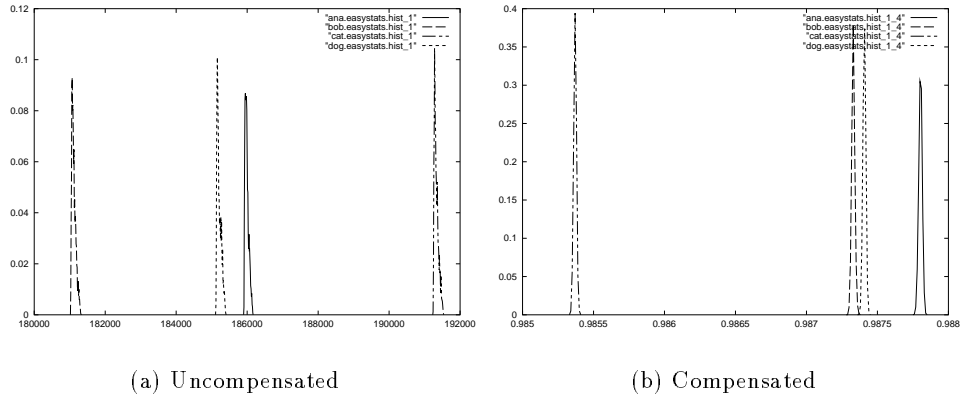 0.12
0.1
0.08
0.06
0.04
0.02
0
180000 182000 184000 186000 188000 190000 192000
"ana.easystats.hist_1"
"bob.easystats.hist_1"
"cat.easystats.hist_1"
"dog.easystats.hist_1"
(a) Uncompensated
0.4
0.35
0.3
0.25
0.2
0.15
0.1
0.05
0
0.985 0.9855 0.986 0.9865 0.987 0.9875 0.988
"ana.easystats.hist_1_4"
"bob.easystats.hist_1_4"
"cat.easystats.hist_1_4"
"dog.easystats.hist_1_4"
(b) Compensated